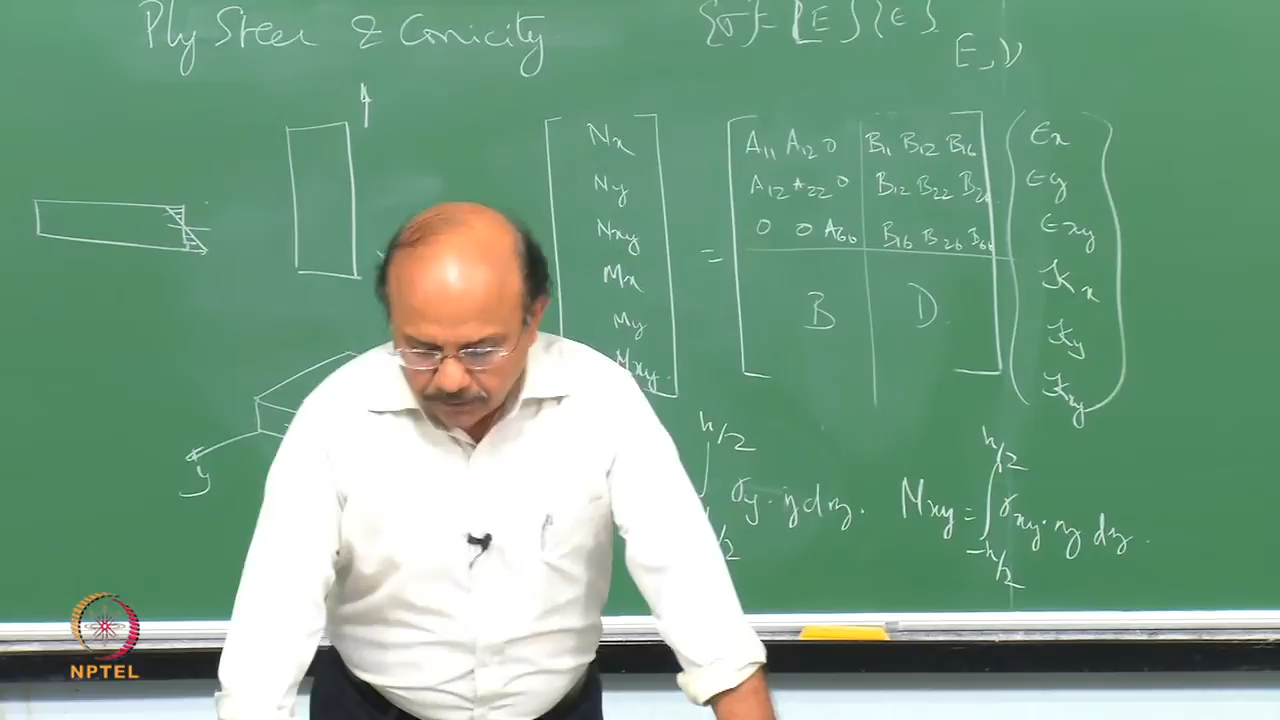 Ply Steer & Conicity
{σ} = [E] {ϵ}
E, ν
Nx
Ny
Nxy
Mx
My
Mxy
=
A11 A12 0 B11 B12 B16
A12 A22 0 B12 B22 B26
0 0 A66 B16 B26 B66
B D
ϵx
ϵy
ϵxy
Kx
Ky
Kxy
y
h/2
σy · z dz.
/2
Mxy = ∫ σxy · z dz.
h/2
-h/2
NPTEL